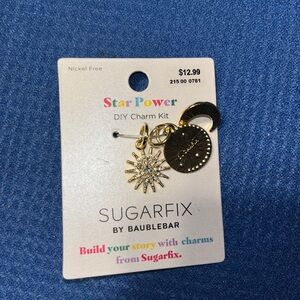 Nickel Free
$12.99
215 00 0781
Star Power
DIY Charm Kit
SUGARFIX
BY BAUBLEBAR
Build your story with charms
from Sugarfix.